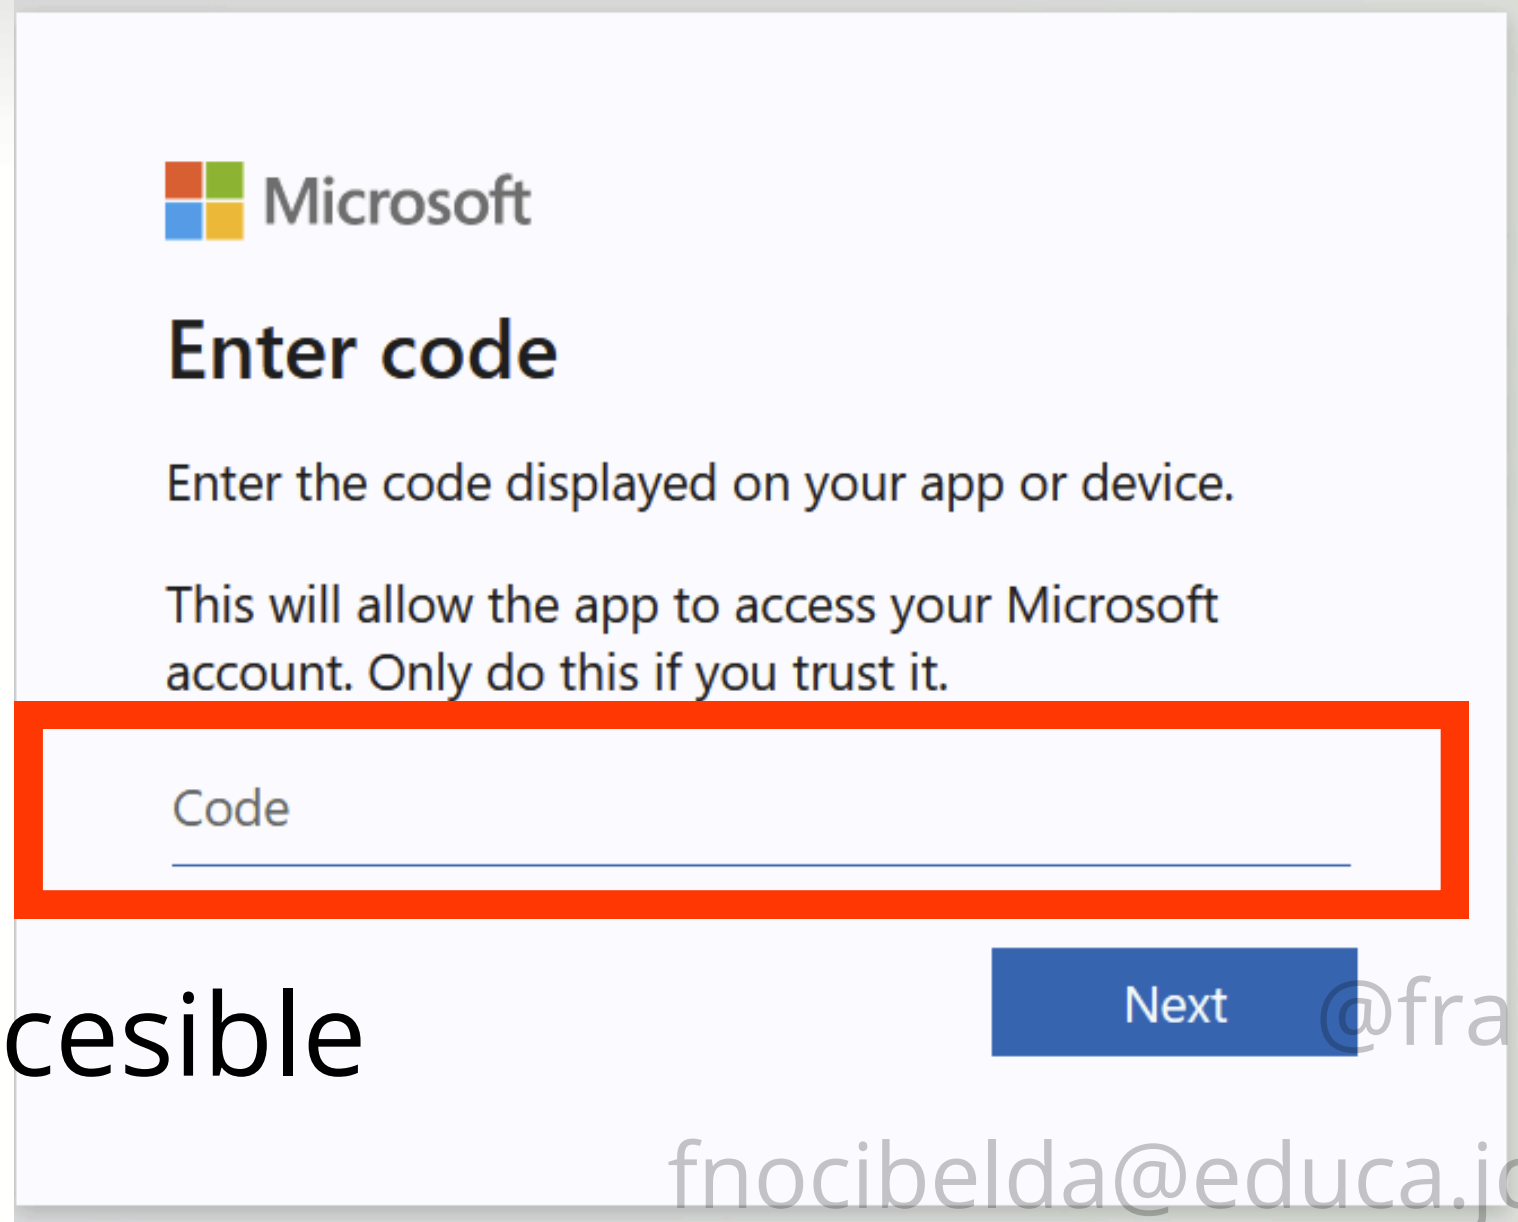 Microsoft
Enter code
Enter the code displayed on your app or device.
This will allow the app to access your Microsoft
account. Only do this if you trust it.
Code
Next
@fra
cesible
fnocibelda@educa.jc